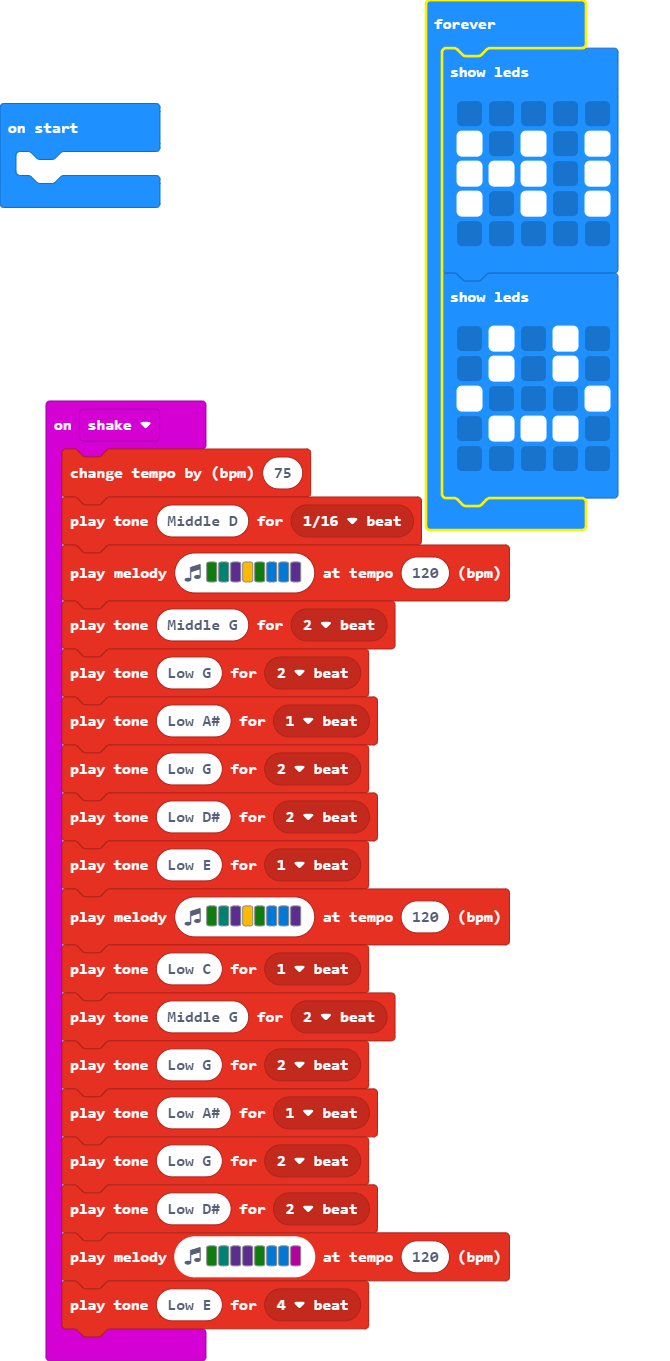 forever
show leds
on start
show leds
on shake
change tempo by (bpm) 75
play tone Middle D for 1/16 beat
play melody at tempo 120 (bpm)
play tone Middle G for 2 beat
play tone Low G for 2 beat
play tone Low A# for 1 beat
play tone Low G for 2 beat
play tone Low D# for 2 beat
play tone Low E for 1 beat
play melody at tempo 120 (bpm)
play tone Low C for 1 beat
play tone Middle G for 2 beat
play tone Low G for 2 beat
play tone Low A# for 1 beat
play tone Low G for 2 beat
play tone Low D# for 2 beat
play melody at tempo 120 (bpm)
play tone Low E for 4 beat